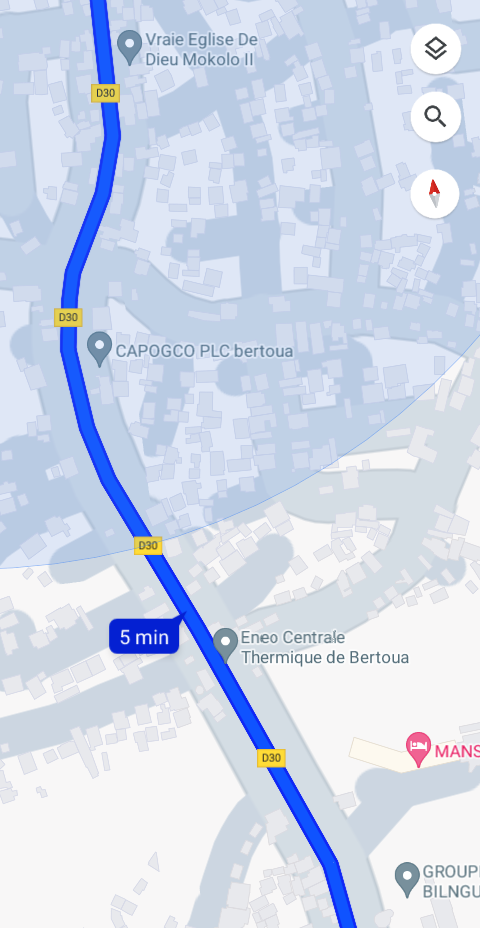 Vraie Eglise De
Dieu Mokolo II
D30
D30
CAPOGCO PLC bertoua
D30
5 min
Eneo Centrale
Thermique de Bertoua
D30
MANS
GROUP
BILNGU